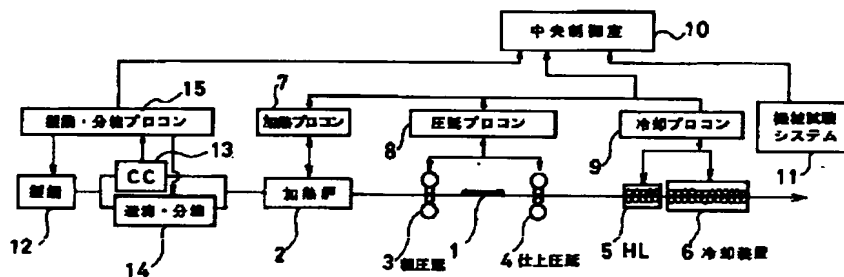 中央制御室
10
15
7
製鋼・分塊プロコン
13
加熱プロコン
圧延プロコン
8
冷却プロコン
9
機械試験
システム
11
CC
製鋼
12
造塊・分塊
14
加熱炉
2
3 粗圧延
1
4 仕上圧延
5 HL
6 冷却装置